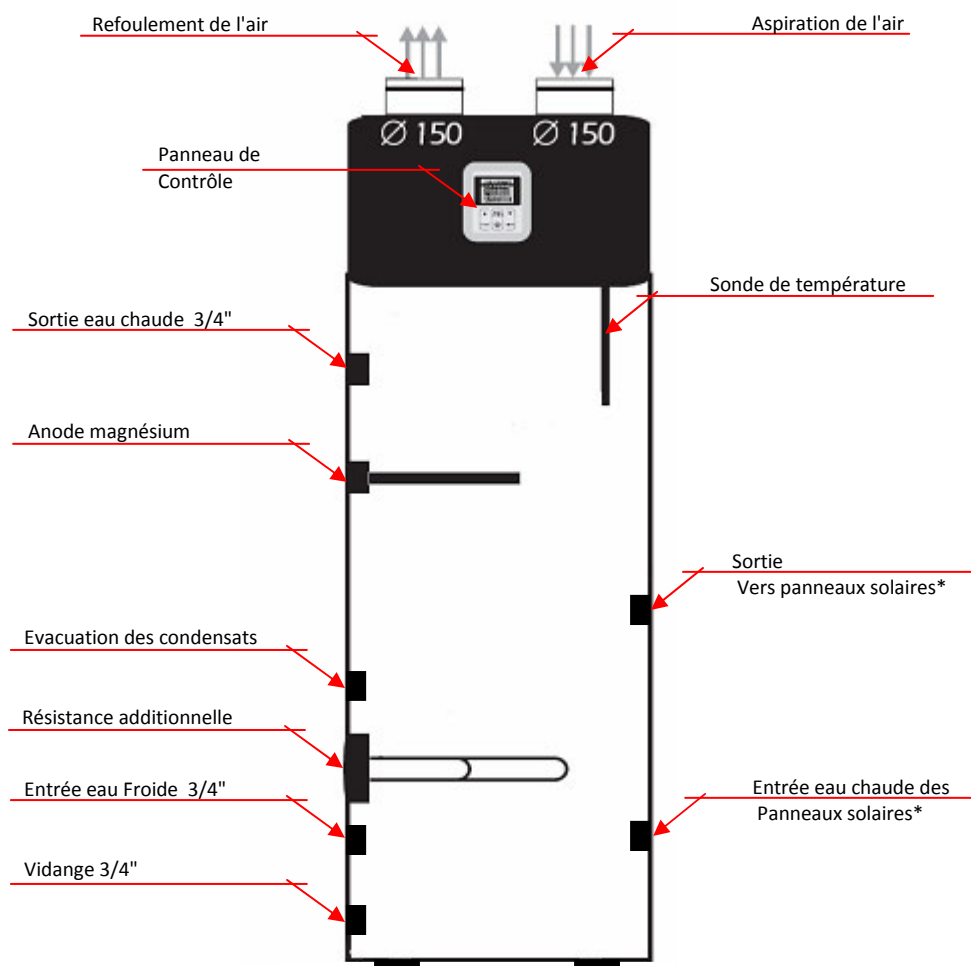 Refoulement de l'air
Aspiration de l'air
Ø 150
Ø 150
Panneau de
Contrôle
Sonde de température
Sortie eau chaude 3/4"
Anode magnésium
Sortie
Vers panneaux solaires*
Evacuation des condensats
Résistance additionnelle
Entrée eau Froide 3/4"
Entrée eau chaude des
Panneaux solaires*
Vidange 3/4"